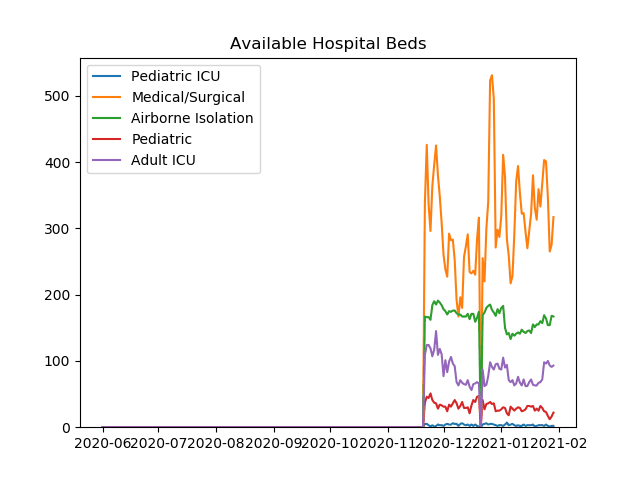 Available Hospital Beds
Pediatric ICU
Medical/Surgical
Airborne Isolation
Pediatric
Adult ICU
500
400
300
200
100
0
2020-06 2020-07 2020-08 2020-09 2020-10 2020-11 2020-12 2021-01 2021-02